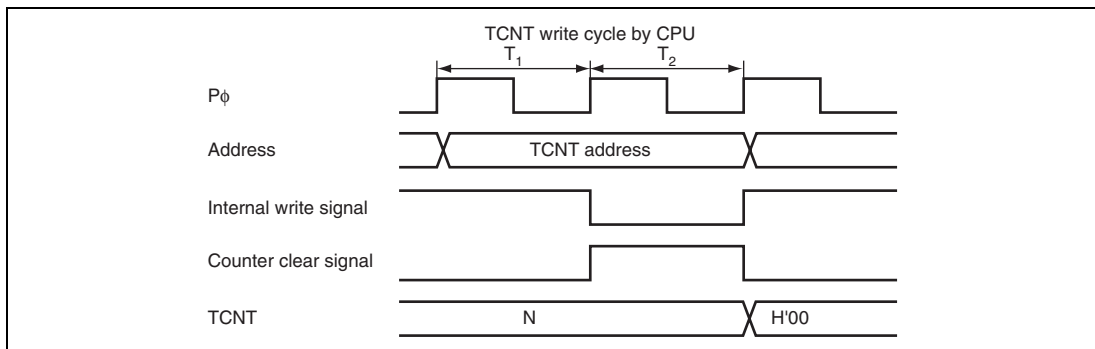 TCNT write cycle by CPU
T1 T2
Pϕ
Address TCNT address
Internal write signal
Counter clear signal
TCNT N H'00